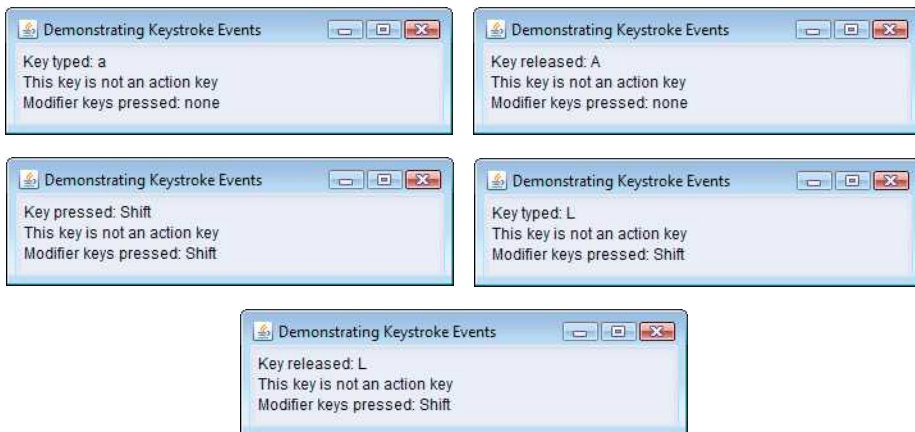 Demonstrating Keystroke Events
Key typed: a
This key is not an action key
Modifier keys pressed: none
Demonstrating Keystroke Events
Key released: A
This key is not an action key
Modifier keys pressed: none
Demonstrating Keystroke Events
Key pressed: Shift
This key is not an action key
Modifier keys pressed: Shift
Demonstrating Keystroke Events
Key typed: L
This key is not an action key
Modifier keys pressed: Shift
Demonstrating Keystroke Events
Key released: L
This key is not an action key
Modifier keys pressed: Shift